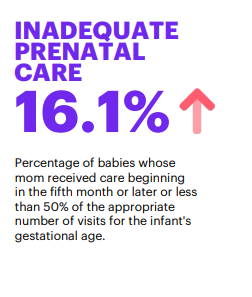 INADEQUATE
PRENATAL
CARE
16.1%
Percentage of babies whose
mom received care beginning
in the fifth month or later or less
than 50% of the appropriate
number of visits for the infant's
gestational age.